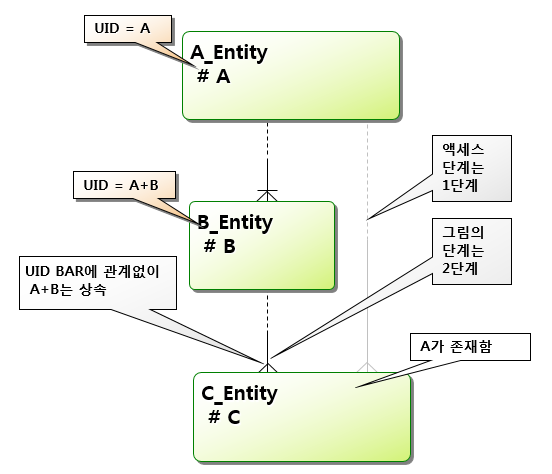 UID = A
A_Entity
# A
액세스
단계는
1단계
UID = A+B
B_Entity
# B
그림의
단계는
2단계
UID BAR에 관계없이
A+B는 상속
A가 존재함
C_Entity
# C